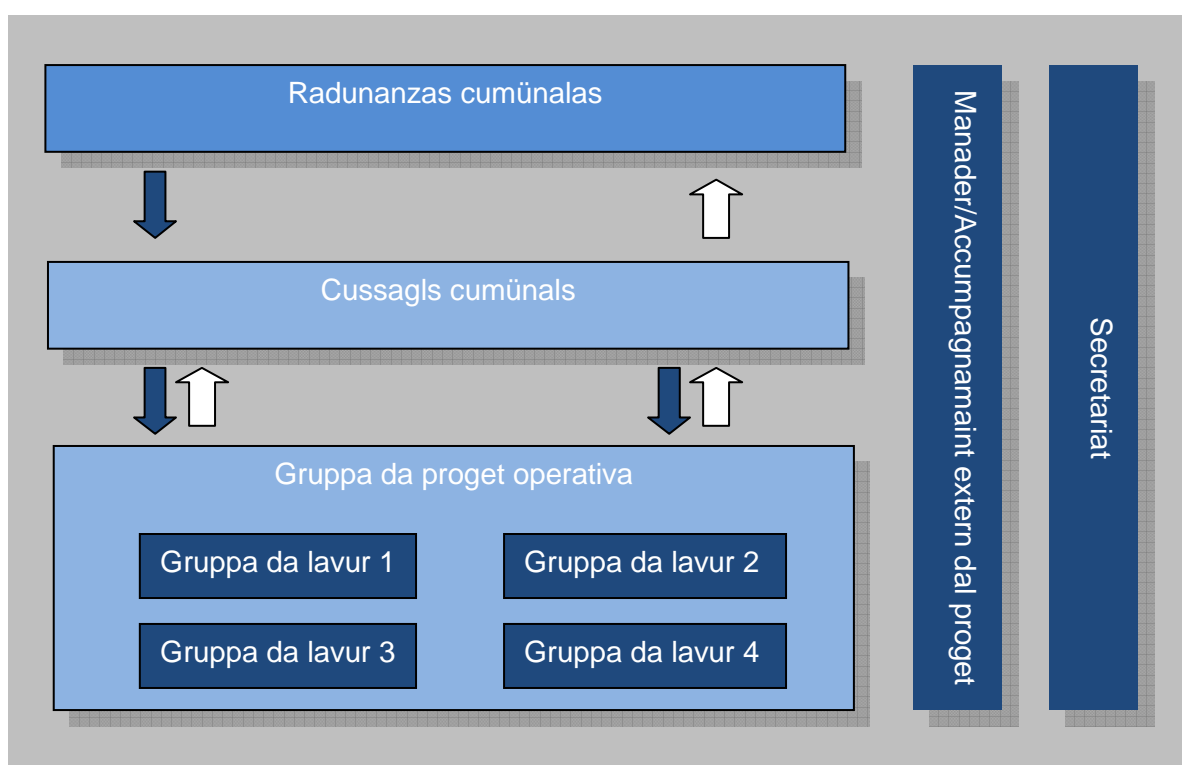 Radunanzas cumünalas
Cussagls cumünals
Gruppa da proget operativa
Gruppa da lavur 1
Gruppa da lavur 2
Gruppa da lavur 3
Gruppa da lavur 4
Manader/Accumpagnamaint extern dal proget
Secretariat